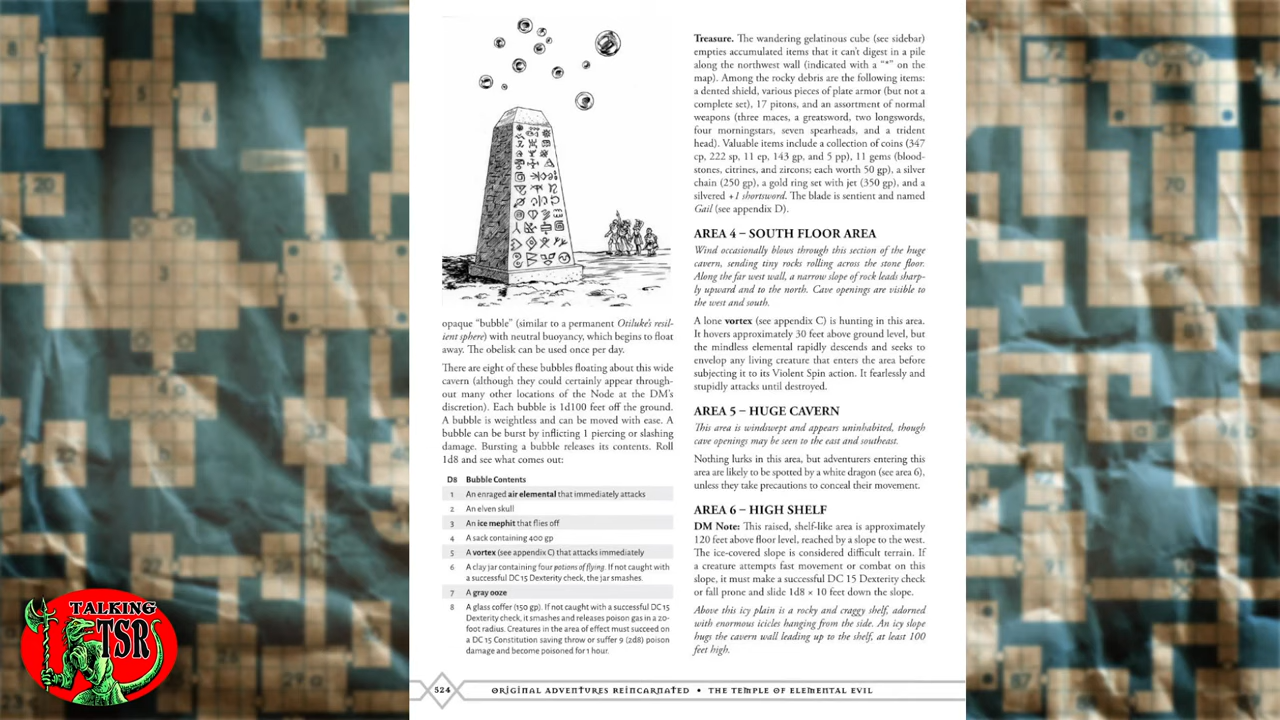 opaque “bubble” (similar to a permanent Otiluke’s resil-
ient sphere) with neutral buoyancy, which begins to float
away. The obelisk can be used once per day.
There are eight of these bubbles floating about this wide
cavern (although they could certainly appear through-
out many other locations of the Node at the DM’s
discretion). Each bubble is 1d100 feet off the ground.
A bubble is weightless and can be moved with ease. A
bubble can be burst by inflicting 1 piercing or slashing
damage. Bursting a bubble releases its contents. Roll
1d8 and see what comes out:
D8 Bubble Contents
1 An enraged air elemental that immediately attacks
2 An elven skull
3 An ice mephit that flies off
4 A sack containing 400 gp
5 A vortex (see appendix C) that attacks immediately
6 A clay jar containing four potions of flying. If not caught with
a successful DC 15 Dexterity check, the jar smashes.
7 A gray ooze
8 A glass coffer (150 gp). If not caught with a successful DC 15
Dexterity check, it smashes and releases poison gas in a 20-
foot radius. Creatures in the area of effect must succeed on
a DC 15 Constitution saving throw or suffer 9 (2d8) poison
damage and become poisoned for 1 hour.
Treasure. The wandering gelatinous cube (see sidebar)
empties accumulated items that it can’t digest in a pile
along the northwest wall (indicated with a “*” on the
map). Among the rocky debris are the following items:
a dented shield, various pieces of plate armor (but not a
complete set), 17 pitons, and an assortment of normal
weapons (three maces, a greatsword, two longswords,
four morningstars, seven spearheads, and a trident
head). Valuable items include a collection of coins (347
cp, 222 sp, 11 ep, 143 gp, and 5 pp), 11 gems (blood-
stones, citrines, and zircons; each worth 50 gp), a silver
chain (250 gp), a gold ring set with jet (350 gp), and a
silvered +1 shortsword. The blade is sentient and named
Gail (see appendix D).
AREA 4 – SOUTH FLOOR AREA
Wind occasionally blows through this section of the huge
cavern, sending tiny rocks rolling across the stone floor.
Along the far west wall, a narrow slope of rock leads sharp-
ly upward and to the north. Cave openings are visible to
the west and south.
A lone vortex (see appendix C) is hunting in this area.
It hovers approximately 30 feet above ground level, but
the mindless elemental rapidly descends and seeks to
envelop any living creature that enters the area before
subjecting it to its Violent Spin action. It fearlessly and
stupidly attacks until destroyed.
AREA 5 – HUGE CAVERN
This area is windswept and appears uninhabited, though
cave openings may be seen to the east and southeast.
Nothing lurks in this area, but adventurers entering this
area are likely to be spotted by a white dragon (see area 6),
unless they take precautions to conceal their movement.
AREA 6 – HIGH SHELF
DM Note: This raised, shelf-like area is approximately
120 feet above floor level, reached by a slope to the west.
The ice-covered slope is considered difficult terrain. If
a creature attempts fast movement or combat on this
slope, it must make a successful DC 15 Dexterity check
or fall prone and slide 1d8 × 10 feet down the slope.
Above this icy plain is a rocky and craggy shelf, adorned
with enormous icicles hanging from the side. An icy slope
hugs the cavern wall leading up to the shelf, at least 100
feet high.
524 ORIGINAL ADVENTURES REINCARNATED • THE TEMPLE OF ELEMENTAL EVIL
TALKING
TSR
8
7
5
6
20
1
3
2
72
71
70